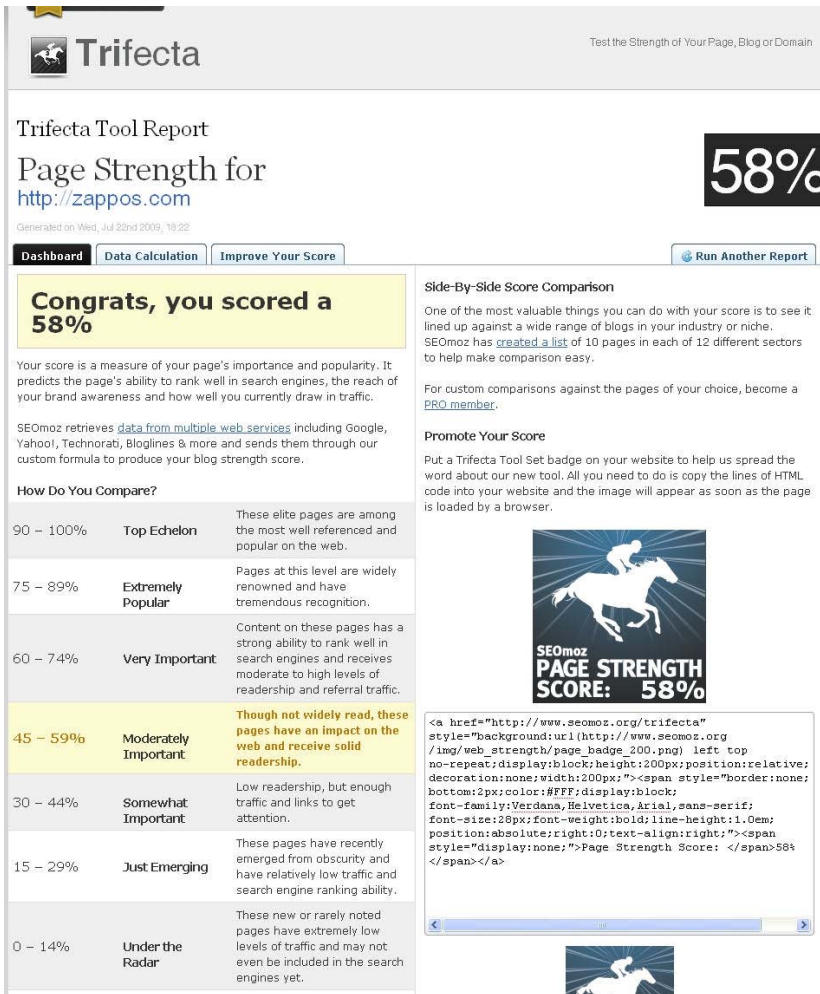 Trifecta
Test the Strength of Your Page, Blog or Domain
Trifecta Tool Report
Page Strength for
http://zappos.com
58%
Generated on Wed, Jul 22nd 2009, 18:22
Dashboard
Data Calculation
Improve Your Score
Run Another Report
Congrats, you scored a
58%
Your score is a measure of your page's importance and popularity. It
predicts the page's ability to rank well in search engines, the reach of
your brand awareness and how well you currently draw in traffic.
SEOmoz retrieves data from multiple web services including Google,
Yahoo!, Technorati, Bloglines & more and sends them through our
custom formula to produce your blog strength score.
How Do You Compare?
90 – 100%
Top Echelon
These elite pages are among
the most well referenced and
popular on the web.
75 – 89%
Extremely
Popular
Pages at this level are widely
renowned and have
tremendous recognition.
60 – 74%
Very Important
Content on these pages has a
strong ability to rank well in
search engines and receives
moderate to high levels of
readership and referral traffic.
45 – 59%
Moderately
Important
Though not widely read, these
pages have an impact on the
web and receive solid
readership.
30 – 44%
Somewhat
Important
Low readership, but enough
traffic and links to get
attention.
15 – 29%
Just Emerging
These pages have recently
emerged from obscurity and
have relatively low traffic and
search engine ranking ability.
0 – 14%
Under the
Radar
These new or rarely noted
pages have extremely low
levels of traffic and may not
even be included in the search
engines yet.
Side-By-Side Score Comparison
One of the most valuable things you can do with your score is to see it
lined up against a wide range of blogs in your industry or niche.
SEOmoz has created a list of 10 pages in each of 12 different sectors
to help make comparison easy.
For custom comparisons against the pages of your choice, become a
PRO member.
Promote Your Score
Put a Trifecta Tool Set badge on your website to help us spread the
word about our new tool. All you need to do is copy the lines of HTML
code into your website and the image will appear as soon as the page
is loaded by a browser.
SEOmoz
PAGE STRENGTH
SCORE: 58%
<a href="http://www.seomoz.org/trifecta"
style="background:url(http://www.seomoz.org
/img/web_strength/page_badge_200.png) left top
no-repeat;display:block;height:200px;position:relative;
decoration:none;width:200px;"><span style="border:none;
bottom:2px;color:#FFF;display:block;
font-family:Verdana,Helvetica,Arial,sans-serif;
font-size:28px;font-weight:bold;line-height:1.0em;
position:absolute;right:0;text-align:right;"><span
style="display:none;">Page Strength Score: </span>58%
</span></a>